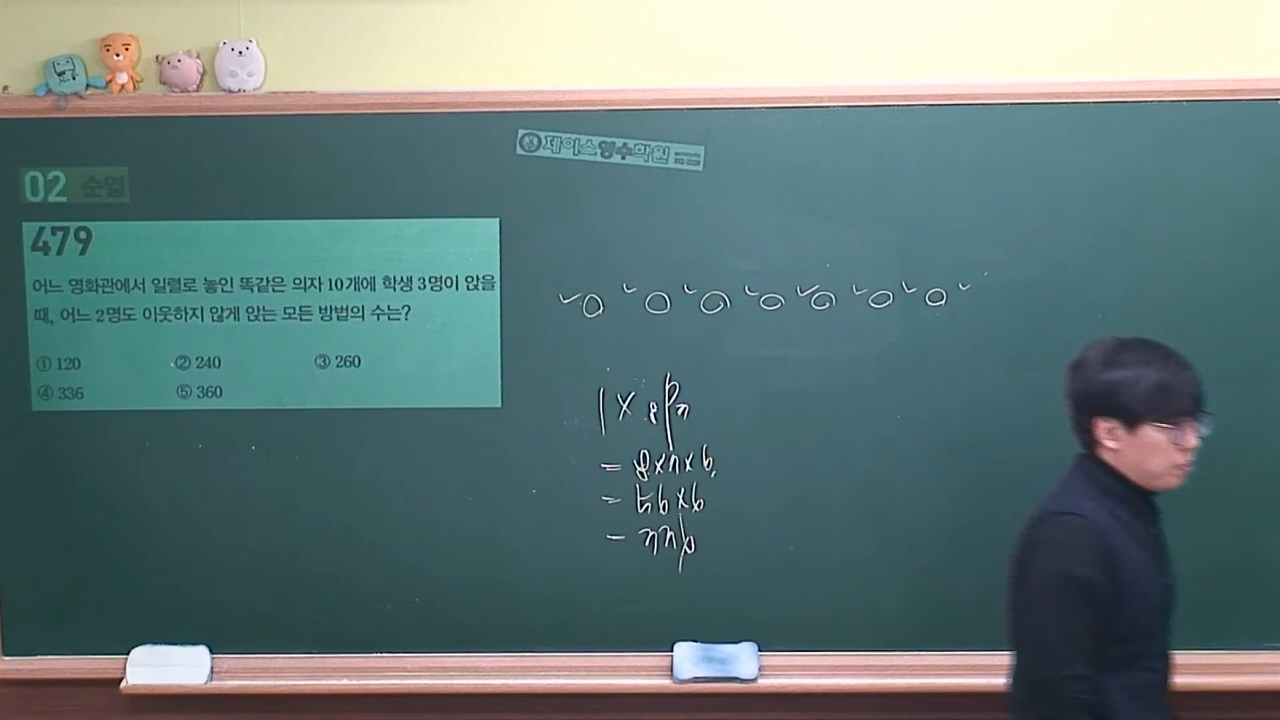 제이스영수학원
02 순열
479
어느 영화관에서 일렬로 놓인 똑같은 의자 10개에 학생 3명이 앉을
때, 어느 2명도 이웃하지 않게 앉는 모든 방법의 수는?
① 120 ② 240 ③ 260
④ 336 ⑤ 360
1 × ₈P₃
= 8×7×6
= 56×6
= 336